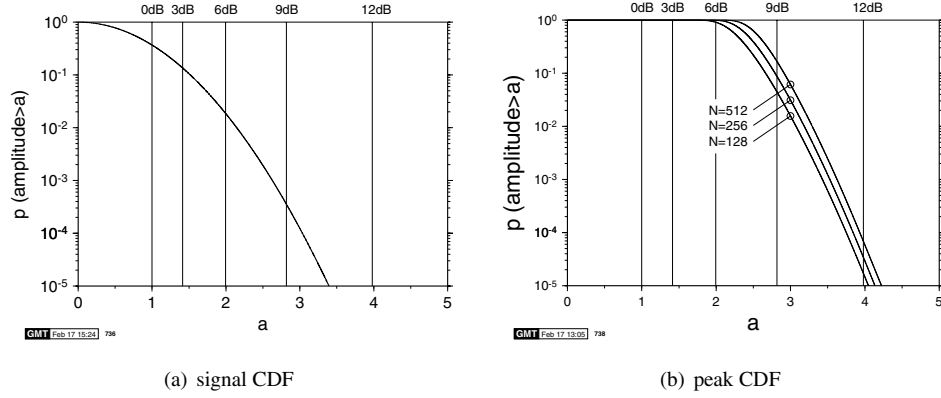 0dB 3dB 6dB 9dB 12dB
10^0
10^-1
10^-2
10^-3
10^-4
10^-5
p (amplitude>a)
0 1 2 3 4 5
a
GMT Feb 17 15:24 736
(a) signal CDF
0dB 3dB 6dB 9dB 12dB
10^0
10^-1
10^-2
10^-3
10^-4
10^-5
p (amplitude>a)
N=512
N=256
N=128
0 1 2 3 4 5
a
GMT Feb 17 13:05 738
(b) peak CDF